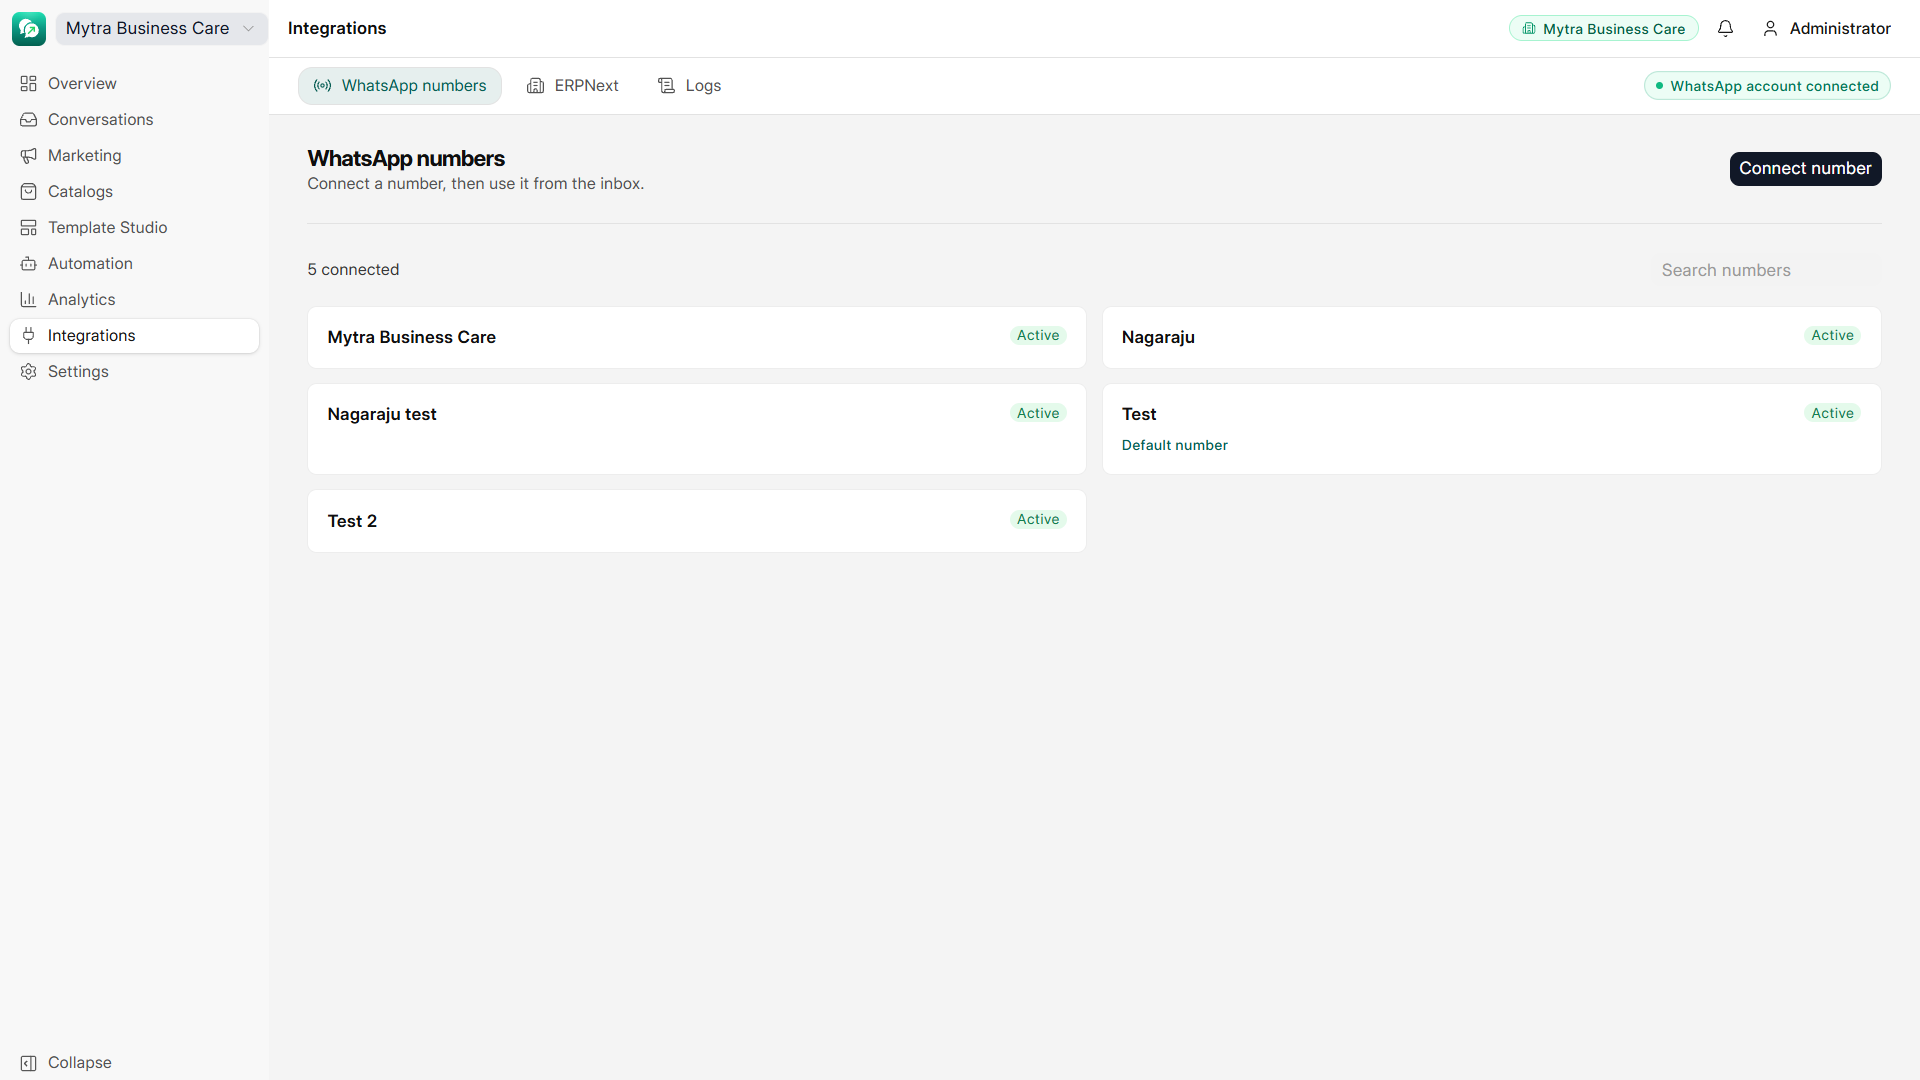 Mytra Business Care
Integrations
Mytra Business Care
Administrator
Overview
Conversations
Marketing
Catalogs
Template Studio
Automation
Analytics
Integrations
Settings
Collapse
WhatsApp numbers
ERPNext
Logs
WhatsApp account connected
WhatsApp numbers
Connect a number, then use it from the inbox.
Connect number
5 connected
Search numbers
Mytra Business Care
Active
Nagaraju
Active
Nagaraju test
Active
Test
Active
Default number
Test 2
Active